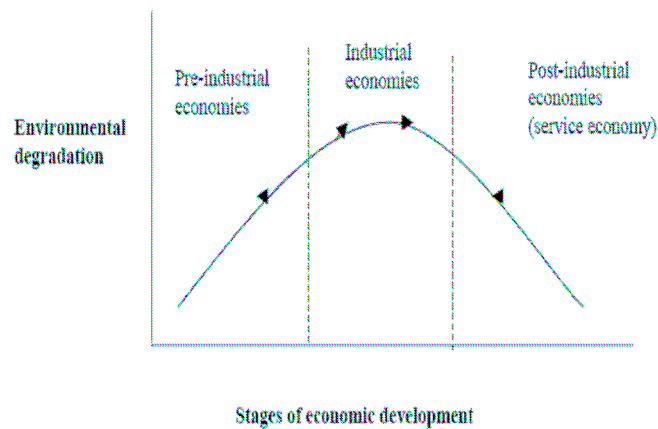 Industrial
economies
Pre-industrial
economies
Post-industrial
economies
(service economy)
Environmental
degradation
Stages of economic development